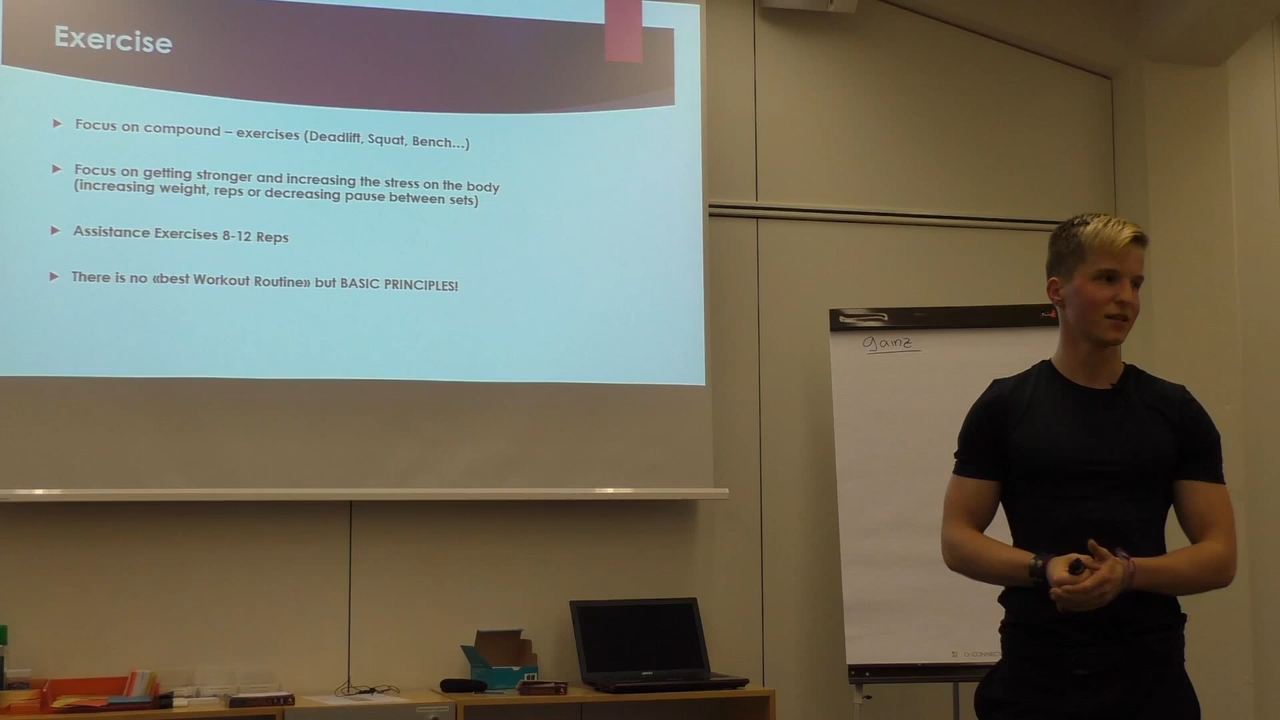 Exercise
Focus on compound – exercises (Deadlift, Squat, Bench...)
Focus on getting stronger and increasing the stress on the body
(increasing weight, reps or decreasing pause between sets)
Assistance Exercises 8-12 Reps
There is no «best Workout Routine» but BASIC PRINCIPLES!
gainz